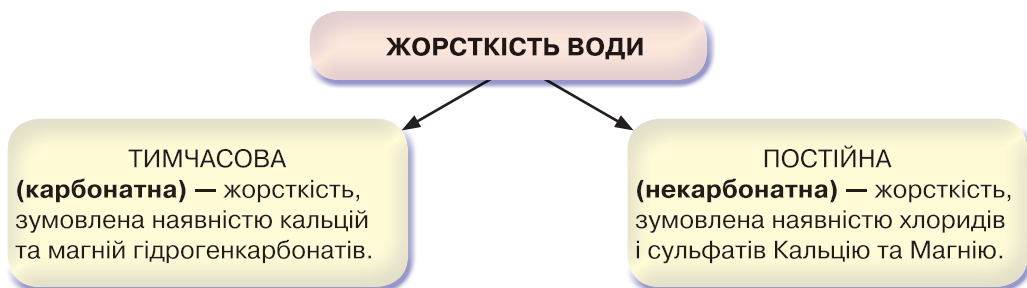 ЖОРСТКІСТЬ ВОДИ
ТИМЧАСОВА
(карбонатна) — жорсткість,
зумовлена наявністю кальцій
та магній гідрогенкарбонатів.
ПОСТІЙНА
(некарбонатна) — жорсткість,
зумовлена наявністю хлоридів
і сульфатів Кальцію та Магнію.